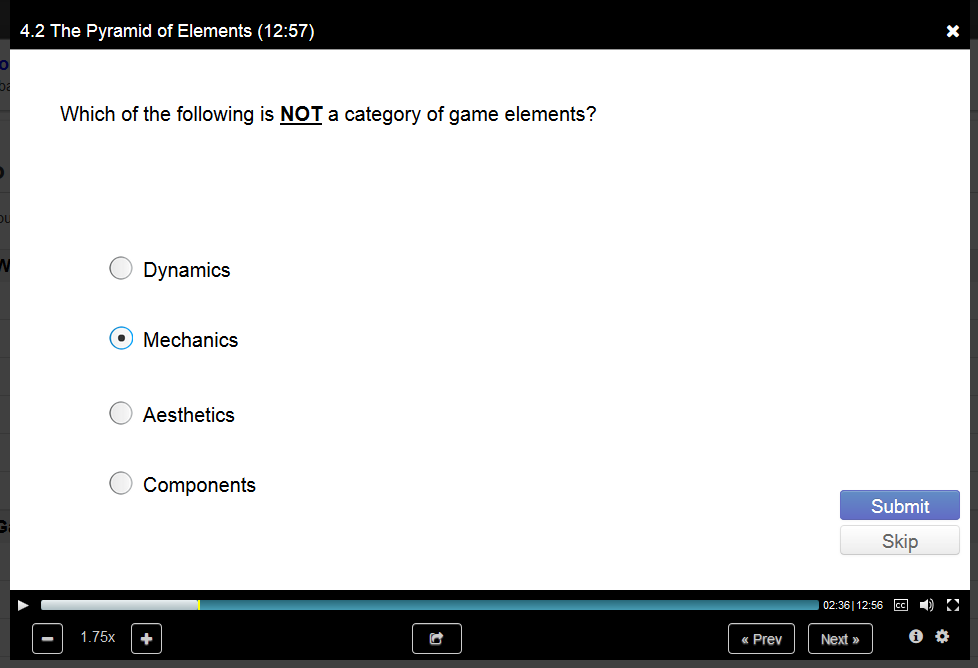 4.2 The Pyramid of Elements (12:57)
Which of the following is NOT a category of game elements?
Dynamics
Mechanics
Aesthetics
Components
Submit
Skip
02:36|12:56 CC
1.75x
« Prev
Next »